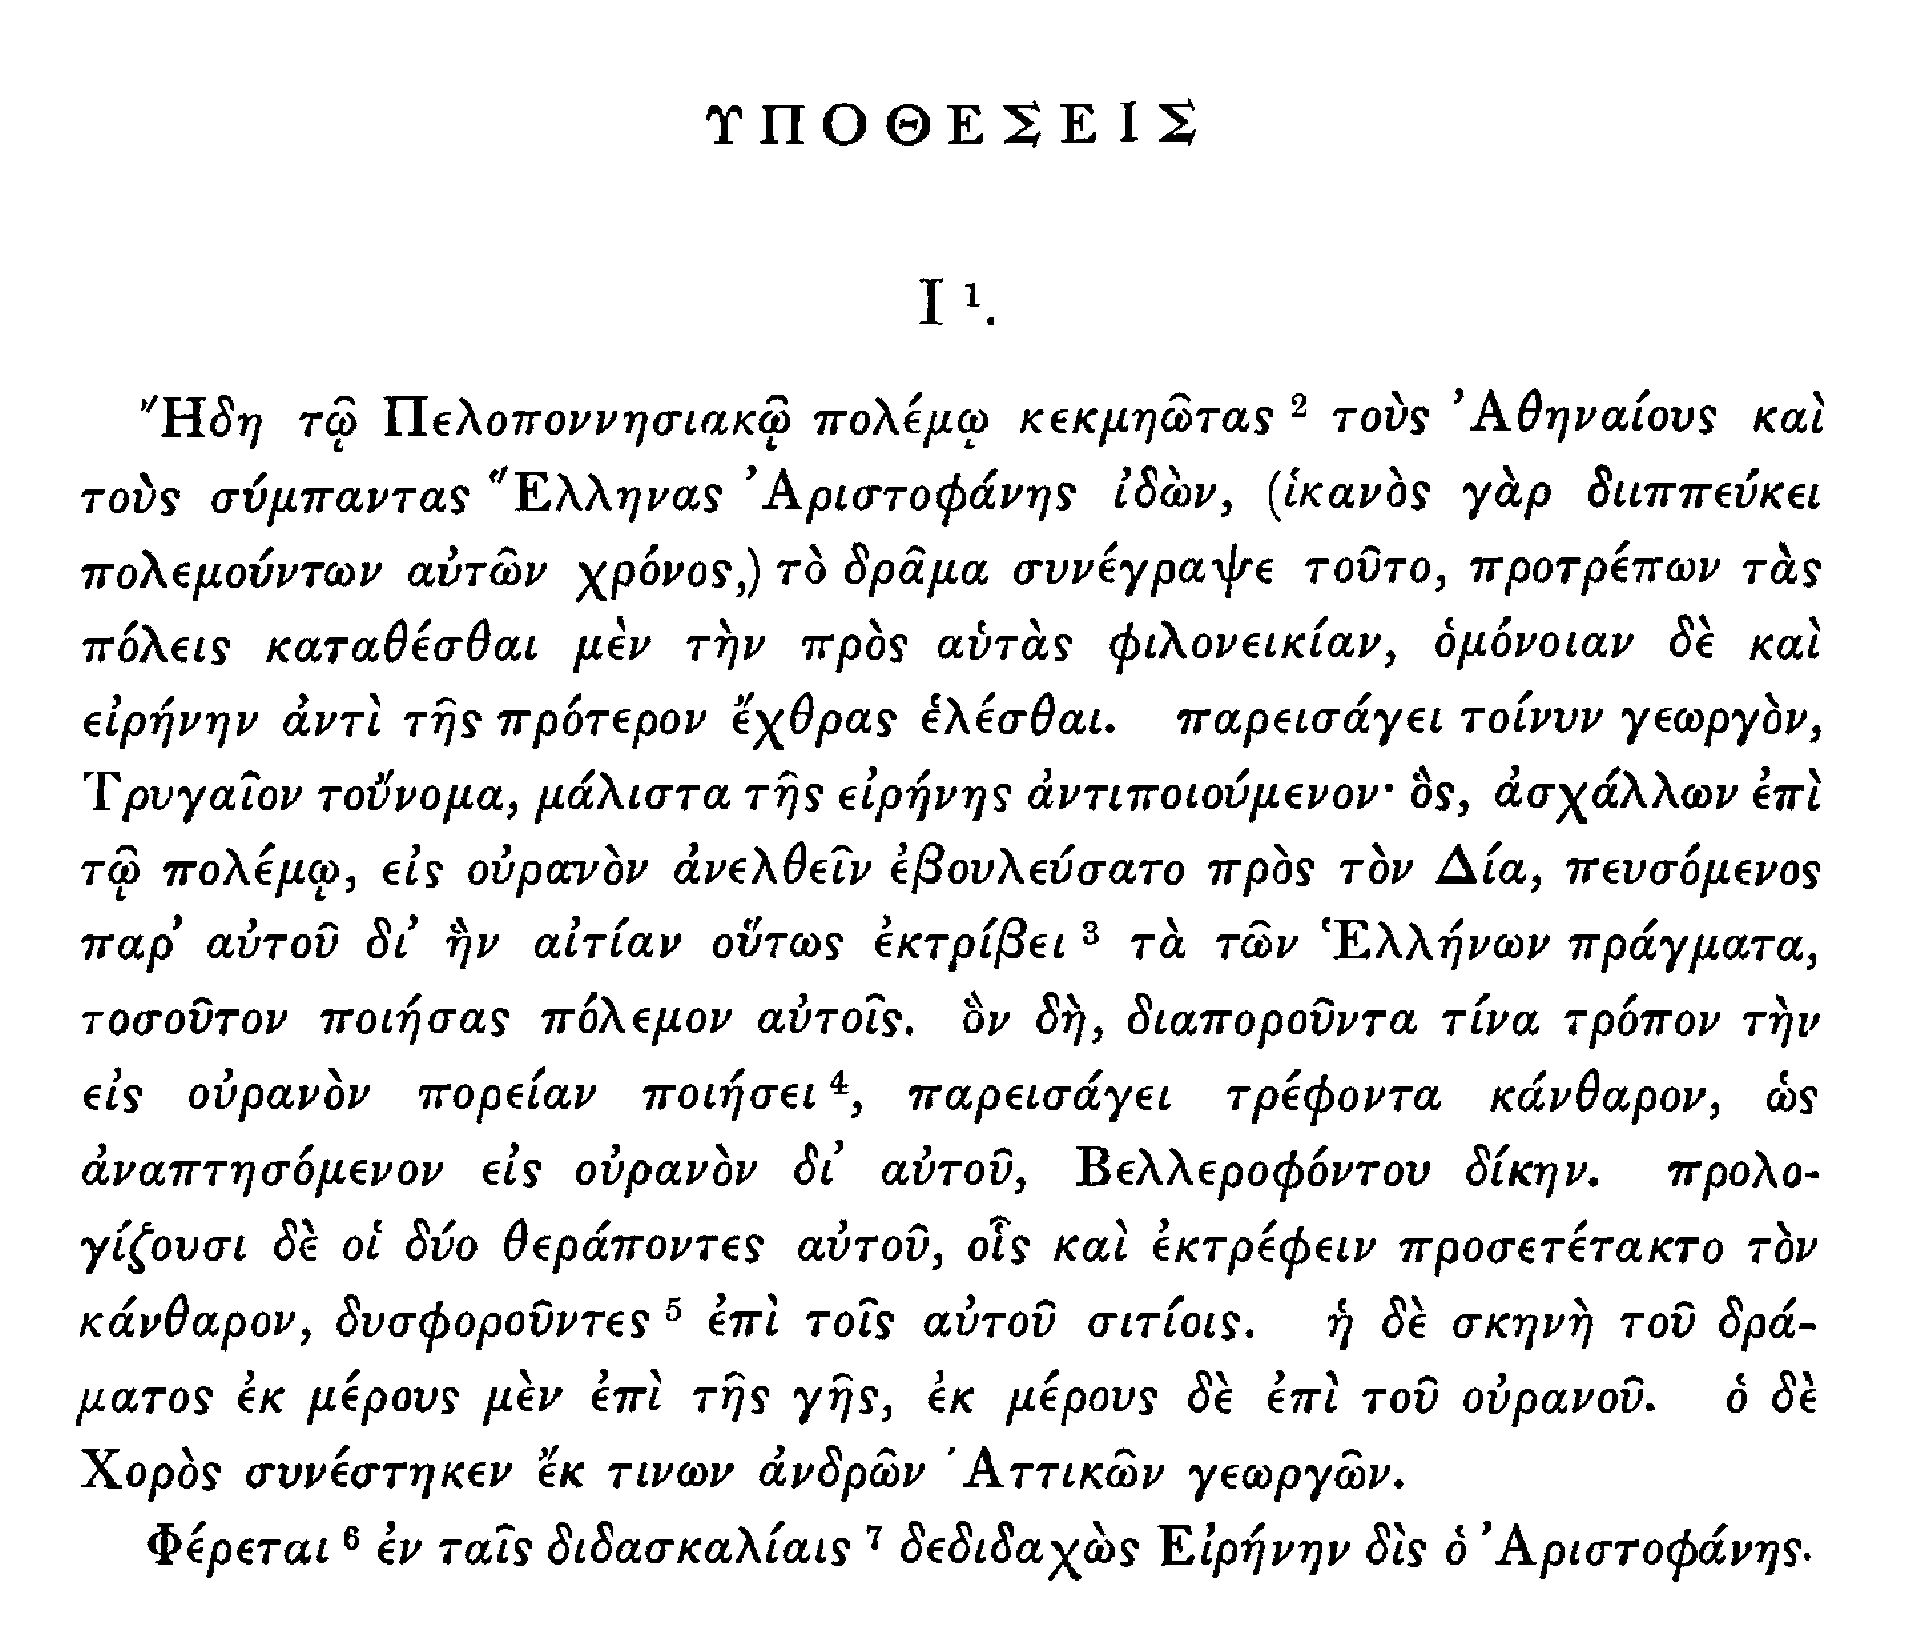 ΥΠΟΘΕΣΕΙΣ
Ι ¹.
Ἤδη τῷ Πελοποννησιακῷ πολέμῳ κεκμηῶτας ² τοὺς Ἀθηναίους καὶ
τοὺς σύμπαντας Ἕλληνας Ἀριστοφάνης ἰδὼν, (ἱκανὸς γὰρ διιππεύκει
πολεμούντων αὐτῶν χρόνος,) τὸ δρᾶμα συνέγραψε τοῦτο, προτρέπων τὰς
πόλεις καταθέσθαι μὲν τὴν πρὸς αὑτὰς φιλονεικίαν, ὁμόνοιαν δὲ καὶ
εἰρήνην ἀντὶ τῆς πρότερον ἔχθρας ἑλέσθαι. παρεισάγει τοίνυν γεωργὸν,
Τρυγαῖον τοὔνομα, μάλιστα τῆς εἰρήνης ἀντιποιούμενον· ὃς, ἀσχάλλων ἐπὶ
τῷ πολέμῳ, εἰς οὐρανὸν ἀνελθεῖν ἐβουλεύσατο πρὸς τὸν Δία, πευσόμενος
παρ’ αὐτοῦ δι’ ἣν αἰτίαν οὕτως ἐκτρίβει ³ τὰ τῶν Ἑλλήνων πράγματα,
τοσοῦτον ποιήσας πόλεμον αὐτοῖς. ὃν δὴ, διαποροῦντα τίνα τρόπον τὴν
εἰς οὐρανὸν πορείαν ποιήσει ⁴, παρεισάγει τρέφοντα κάνθαρον, ὡς
ἀναπτησόμενον εἰς οὐρανὸν δι’ αὐτοῦ, Βελλεροφόντου δίκην. προλο-
γίζουσι δὲ οἱ δύο θεράποντες αὐτοῦ, οἷς καὶ ἐκτρέφειν προσετέτακτο τὸν
κάνθαρον, δυσφοροῦντες ⁵ ἐπὶ τοῖς αὐτοῦ σιτίοις. ἡ δὲ σκηνὴ τοῦ δρά-
ματος ἐκ μέρους μὲν ἐπὶ τῆς γῆς, ἐκ μέρους δὲ ἐπὶ τοῦ οὐρανοῦ. ὁ δὲ
Χορὸς συνέστηκεν ἔκ τινων ἀνδρῶν Ἀττικῶν γεωργῶν.
Φέρεται ⁶ ἐν ταῖς διδασκαλίαις ⁷ δεδιδαχὼς Εἰρήνην δὶς ὁ Ἀριστοφάνης.